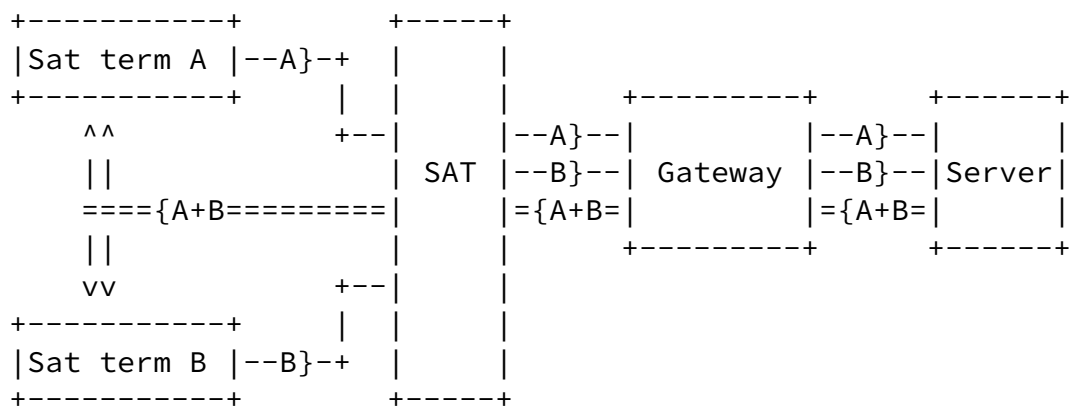 +-----------+        +-----+
|Sat term A |--A}-+  |     |
+-----------+     |  |     |      +---------+      +------+
    ^^            +--|     |--A}--|         |--A}--|      |
    ||               | SAT |--B}--| Gateway |--B}--|Server|
    ====={A+B=========|     |={A+B=|         |={A+B=|      |
    ||               |     |      +---------+      +------+
    vv            +--|     |
+-----------+     |  |     |
|Sat term B |--B}-+  |     |
+-----------+        +-----+